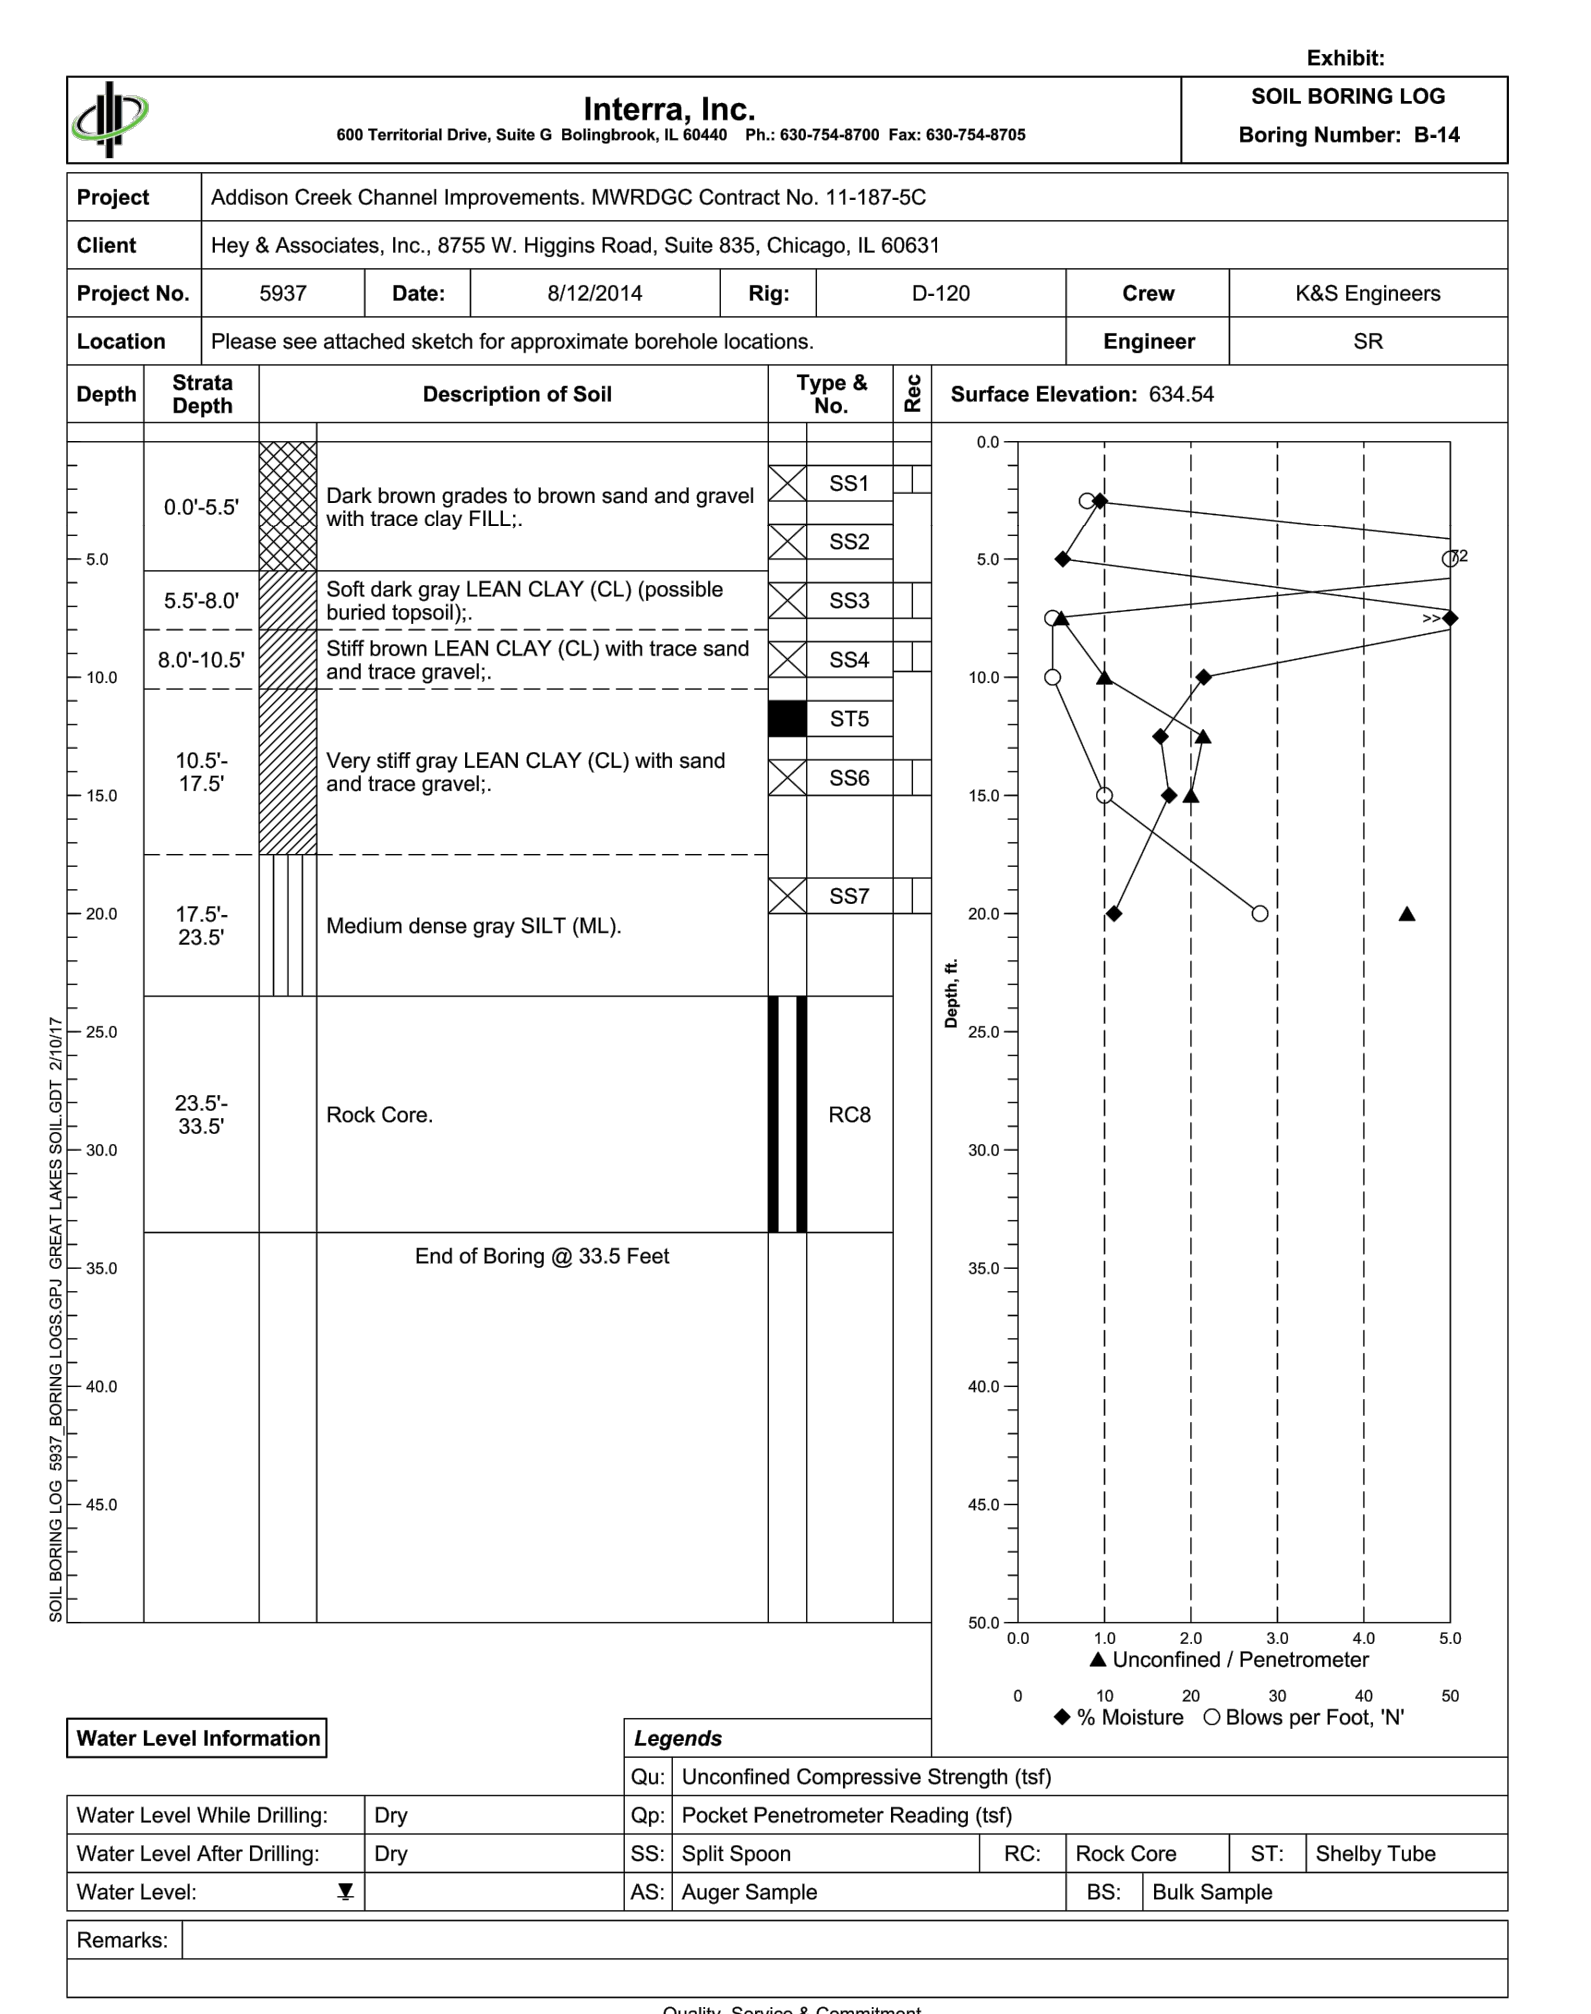 Exhibit:
Interra, Inc.
600 Territorial Drive, Suite G Bolingbrook, IL 60440 Ph.: 630-754-8700 Fax: 630-754-8705
SOIL BORING LOG
Boring Number: B-14
Project Addison Creek Channel Improvements. MWRDGC Contract No. 11-187-5C
Client Hey & Associates, Inc., 8755 W. Higgins Road, Suite 835, Chicago, IL 60631
Project No. 5937 Date: 8/12/2014 Rig: D-120 Crew K&S Engineers
Location Please see attached sketch for approximate borehole locations. Engineer SR
Depth
Strata
Depth
Description of Soil
Type &
No.
Rec
Surface Elevation: 634.54
0.0'-5.5'
Dark brown grades to brown sand and gravel
with trace clay FILL;.
SS1
SS2
5.0
5.5'-8.0'
Soft dark gray LEAN CLAY (CL) (possible
buried topsoil);.
SS3
8.0'-10.5'
Stiff brown LEAN CLAY (CL) with trace sand
and trace gravel;.
SS4
10.0
ST5
10.5'-
17.5'
Very stiff gray LEAN CLAY (CL) with sand
and trace gravel;.
SS6
15.0
SS7
17.5'-
23.5'
Medium dense gray SILT (ML).
20.0
25.0
23.5'-
33.5'
Rock Core.
RC8
30.0
End of Boring @ 33.5 Feet
35.0
40.0
45.0
0.0
5.0
72
>>
10.0
15.0
20.0
Depth, ft.
25.0
30.0
35.0
40.0
45.0
50.0
0.0 1.0 2.0 3.0 4.0 5.0
▲ Unconfined / Penetrometer
0 10 20 30 40 50
◆ % Moisture ○ Blows per Foot, 'N'
SOIL BORING LOG 5937_BORING LOGS.GPJ GREAT LAKES SOIL.GDT 2/10/17
Water Level Information
Water Level While Drilling: Dry
Water Level After Drilling: Dry
Water Level:
Legends
Qu: Unconfined Compressive Strength (tsf)
Qp: Pocket Penetrometer Reading (tsf)
SS: Split Spoon RC: Rock Core ST: Shelby Tube
AS: Auger Sample BS: Bulk Sample
Remarks:
Quality, Service & Commitment